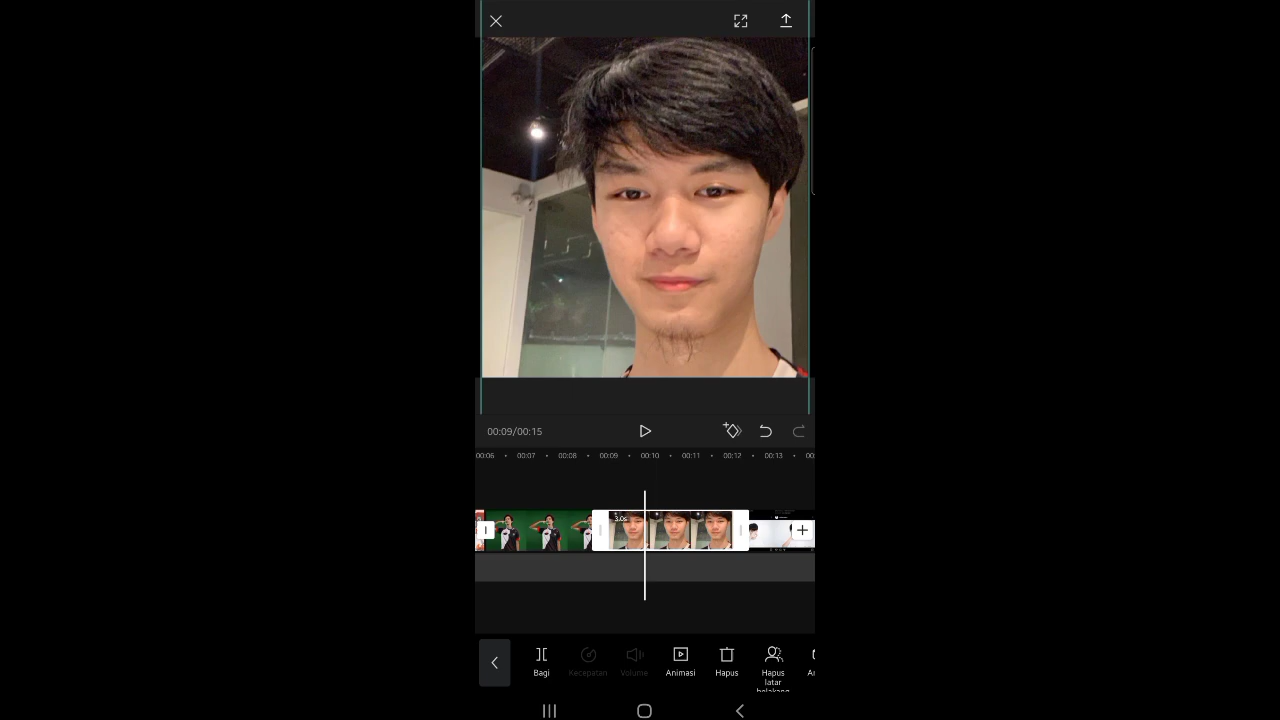 00:09/00:15
00:06 00:07 00:08 00:09 00:10 00:11 00:12 00:13
3.0s
Bagi Kecepatan Volume Animasi Hapus Hapus
latar
belakang